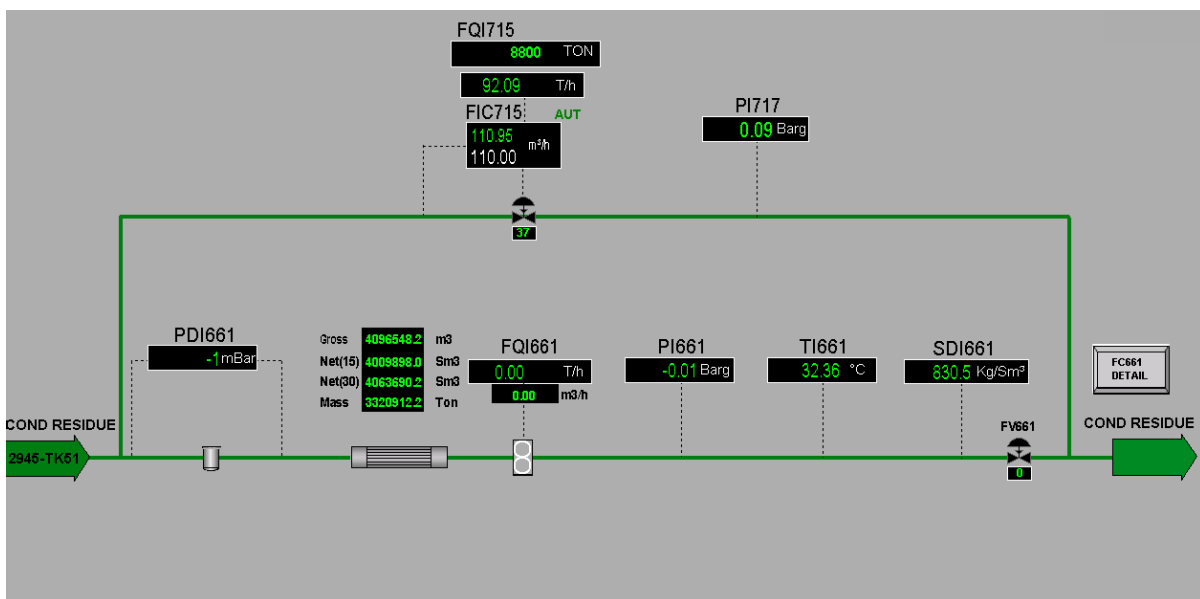 FQI715
8800 TON
92.09 T/h
FIC715 AUT
110.95
m³/h
110.00
37
PI717
0.09 Barg
PDI661
-1 mBar
Gross 4096548.2 m3
Net(15) 4009898.0 Sm3
Net(30) 4063690.2 Sm3
Mass 3320912.2 Ton
FQI661
0.00 T/h
0.00 m3/h
PI661
-0.01 Barg
TI661
32.36 °C
SDI661
830.5 Kg/Sm³
FC661
DETAIL
COND RESIDUE
2945-TK51
FV661
0
COND RESIDUE